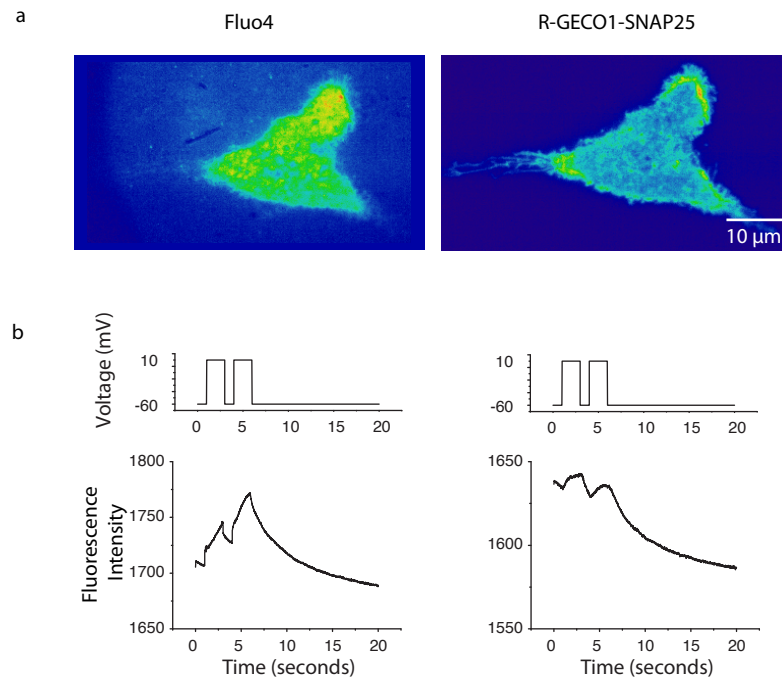 a
Fluo4 R-GECO1-SNAP25
10 µm
b
Voltage (mV)
10
-60
0 5 10 15 20
10
-60
0 5 10 15 20
Fluorescence
Intensity
1800
1750
1700
1650
0 5 10 15 20
Time (seconds)
1650
1600
1550
0 5 10 15 20
Time (seconds)